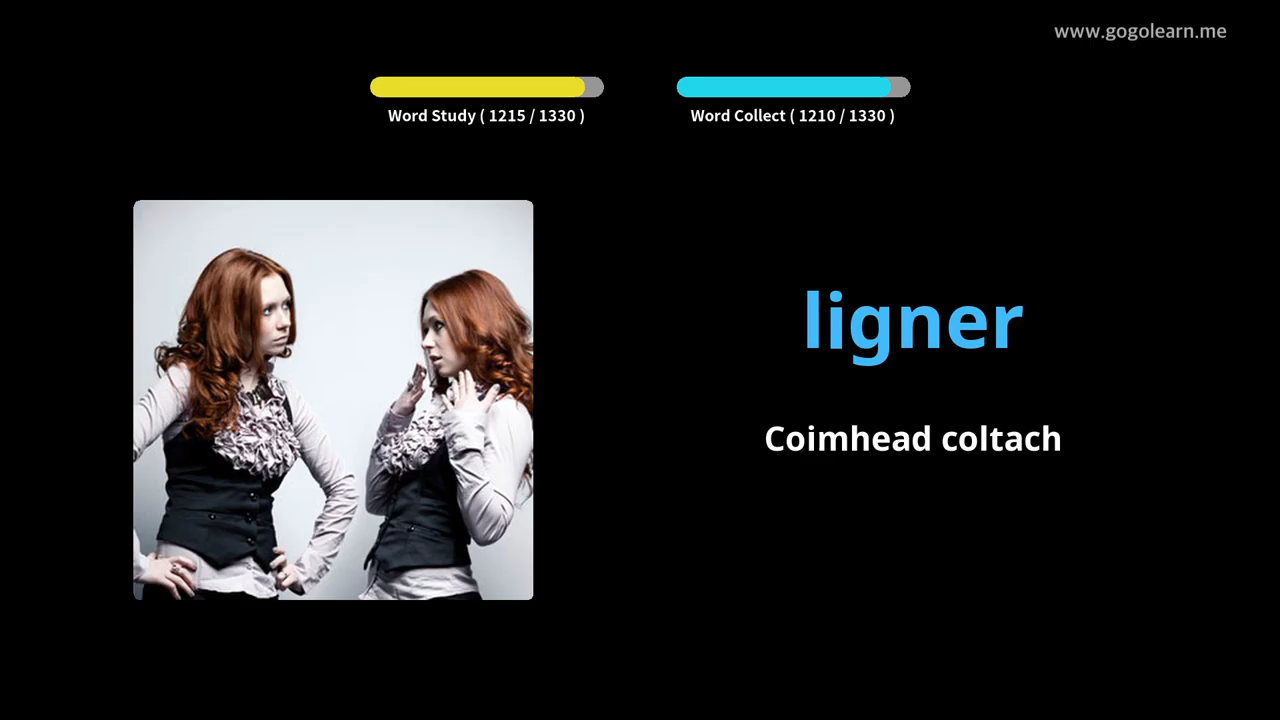 www.gogolearn.me
Word Study ( 1215 / 1330 )
Word Collect ( 1210 / 1330 )
ligner
Coimhead coltach